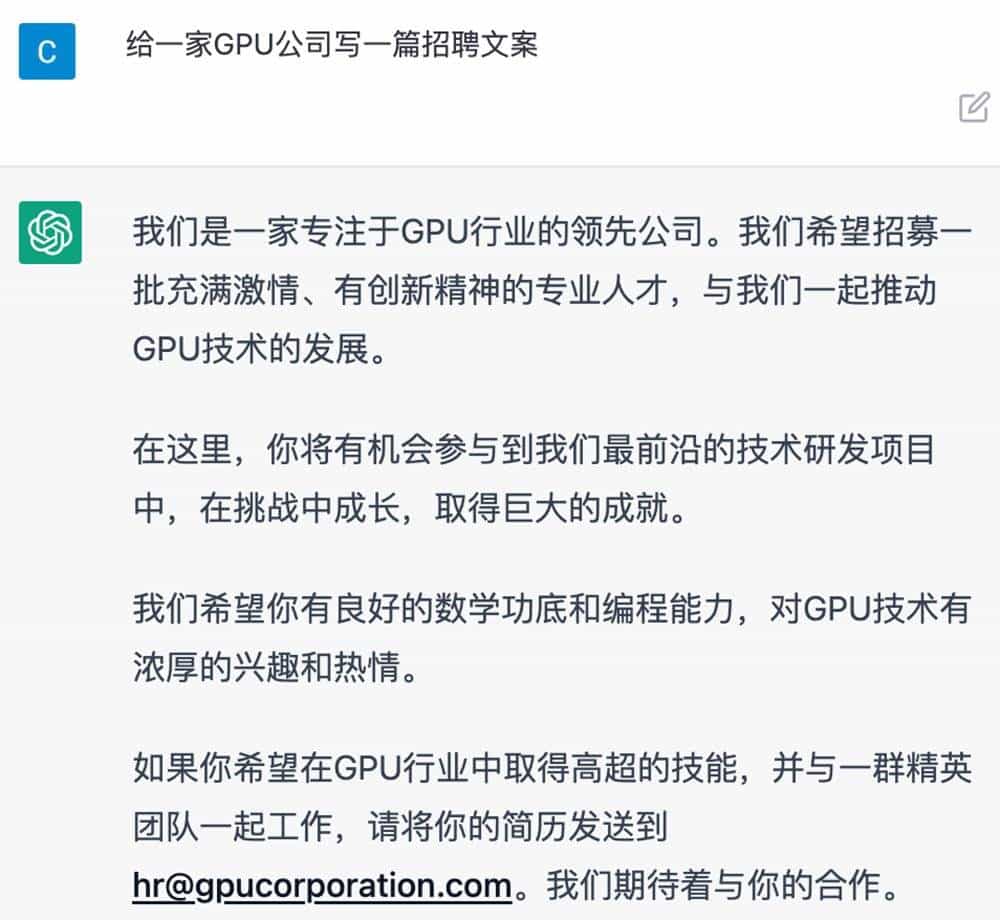 C
给一家GPU公司写一篇招聘文案
我们是一家专注于GPU行业的领先公司。我们希望招募一
批充满激情、有创新精神的专业人才，与我们一起推动
GPU技术的发展。
在这里，你将有机会参与到我们最前沿的技术研发项目
中，在挑战中成长，取得巨大的成就。
我们希望你有良好的数学功底和编程能力，对GPU技术有
浓厚的兴趣和热情。
如果你希望在GPU行业中取得高超的技能，并与一群精英
团队一起工作，请将你的简历发送到
hr@gpucorporation.com。我们期待着与你的合作。